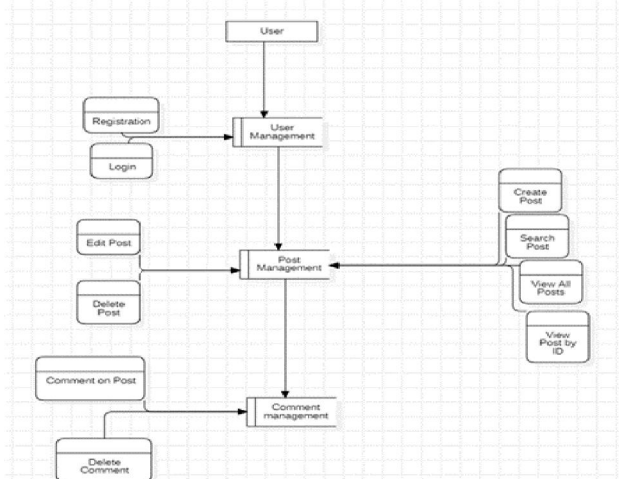 User
Registration
User
Management
Login
Create
Post
Edit Post
Search
Post
Post
Management
Delete
Post
View All
Posts
View
Post by
ID
Comment on Post
Comment
management
Delete
Comment